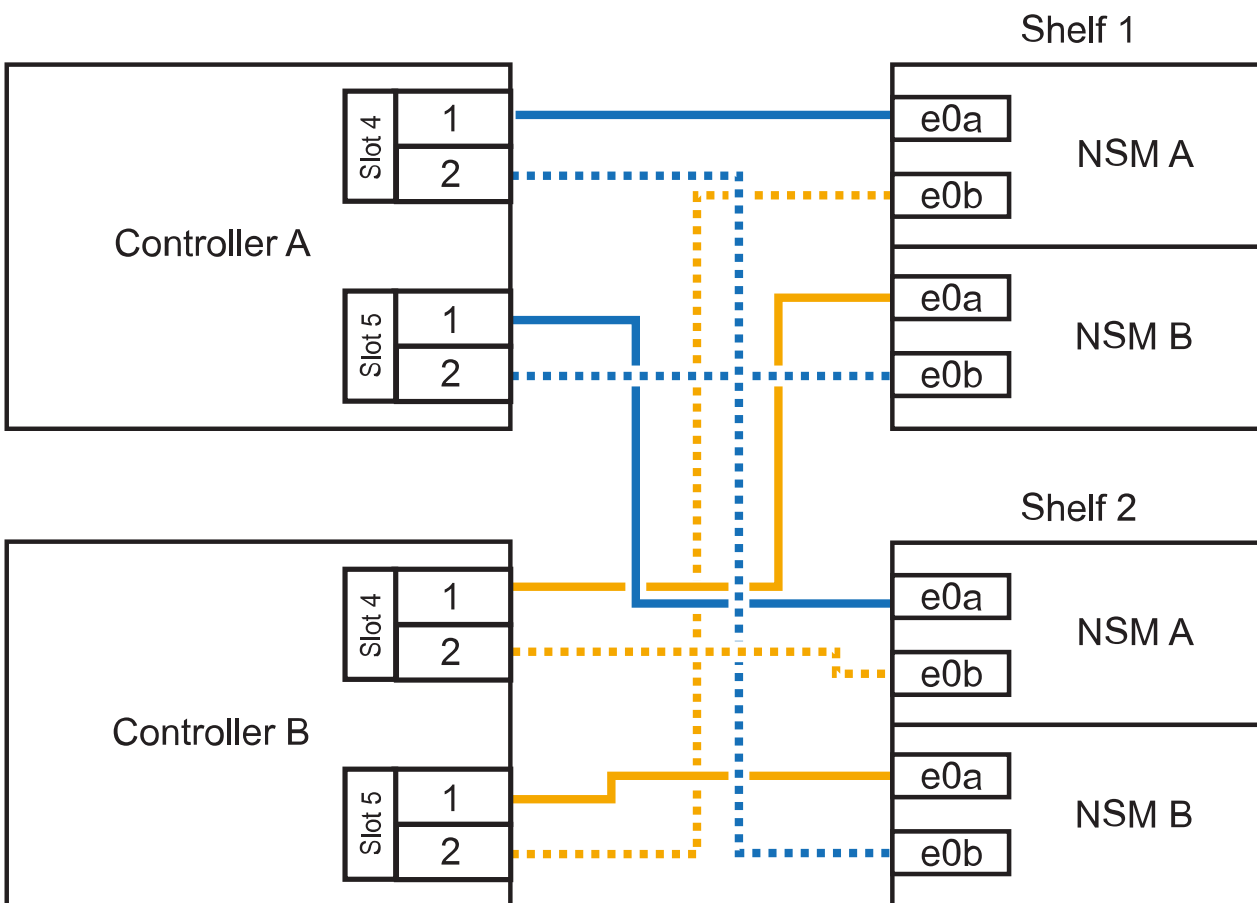 Shelf 1
Controller A
Slot 4
1
2
Slot 5
1
2
e0a
e0b
NSM A
e0a
e0b
NSM B
Shelf 2
Controller B
Slot 4
1
2
Slot 5
1
2
e0a
e0b
NSM A
e0a
e0b
NSM B